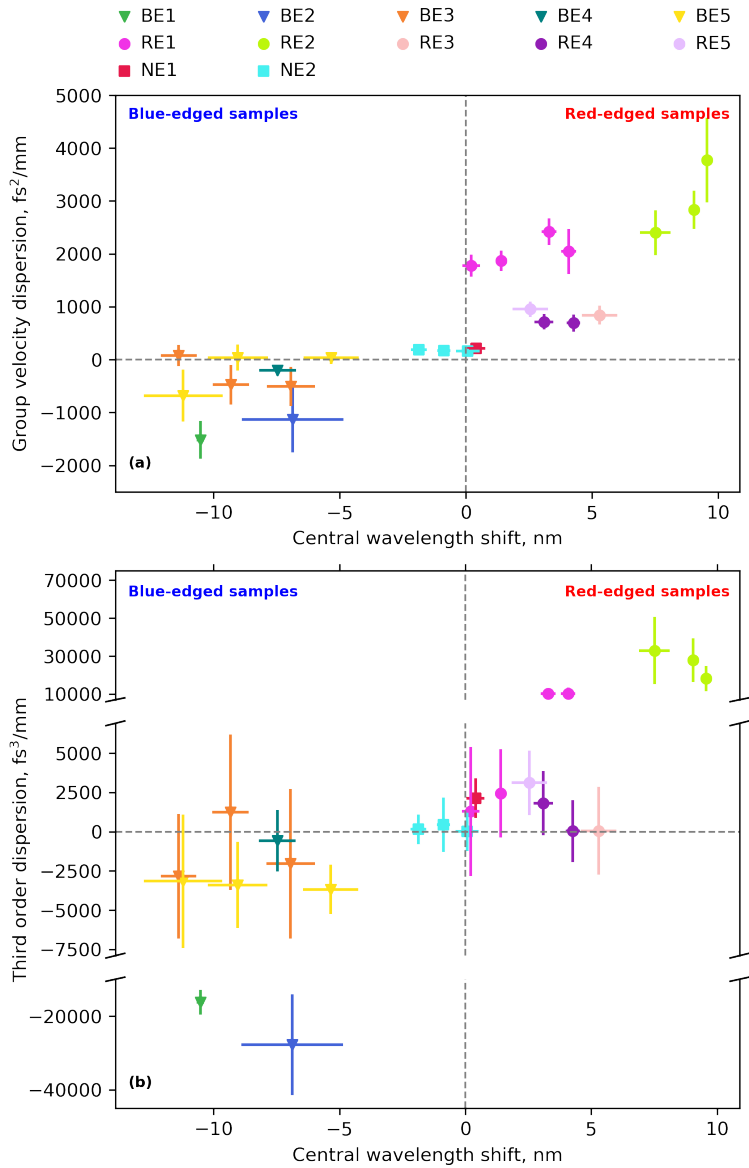 BE1 BE2 BE3 BE4 BE5
RE1 RE2 RE3 RE4 RE5
NE1 NE2
Blue-edged samples Red-edged samples
5000
4000
3000
2000
1000
0
−1000
−2000
Group velocity dispersion, fs²/mm
(a)
−10 −5 0 5 10
Central wavelength shift, nm
Blue-edged samples Red-edged samples
70000
50000
30000
10000
5000
2500
0
−2500
−5000
−7500
−20000
−40000
Third order dispersion, fs³/mm
(b)
−10 −5 0 5 10
Central wavelength shift, nm